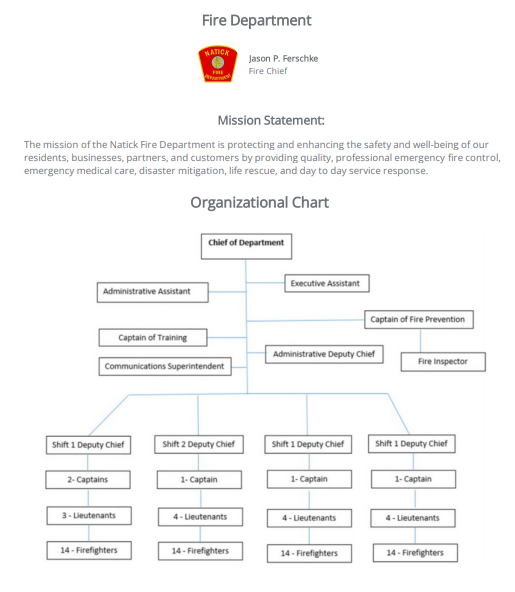 Fire Department
NATICK
FIRE
DEPARTMENT
Jason P. Ferschke
Fire Chief
Mission Statement:
The mission of the Natick Fire Department is protecting and enhancing the safety and well-being of our
residents, businesses, partners, and customers by providing quality, professional emergency fire control,
emergency medical care, disaster mitigation, life rescue, and day to day service response.
Organizational Chart
Chief of Department
Executive Assistant
Administrative Assistant
Captain of Fire Prevention
Captain of Training
Administrative Deputy Chief
Fire Inspector
Communications Superintendent
Shift 1 Deputy Chief
Shift 2 Deputy Chief
Shift 1 Deputy Chief
Shift 1 Deputy Chief
2- Captains
1- Captain
1- Captain
1- Captain
3 - Lieutenants
4 - Lieutenants
4 - Lieutenants
4 - Lieutenants
14 - Firefighters
14 - Firefighters
14 - Firefighters
14 - Firefighters